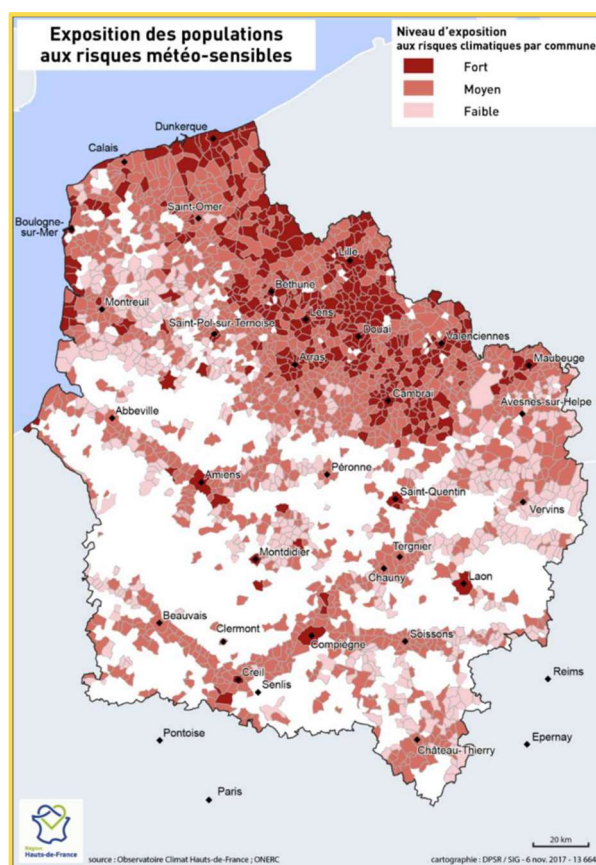 Exposition des populations
aux risques météo-sensibles
Niveau d'exposition
aux risques climatiques par commune
Fort
Moyen
Faible
Dunkerque
Calais
Saint-Omer
Boulogne-
sur-Mer
Lille
Béthune
Montreuil
Lens
Saint-Pol-sur-Ternoise
Douai
Valenciennes
Arras
Maubeuge
Cambrai
Avesnes-sur-Helpe
Abbeville
Péronne
Amiens
Saint-Quentin
Vervins
Montdidier
Tergnier
Chauny
Laon
Beauvais
Clermont
Compiègne
Soissons
Creil
Senlis
Reims
Pontoise
Château-Thierry
Epernay
Paris
20 km
Région
Hauts-de-France
source : Observatoire Climat Hauts-de-France ; ONERC
cartographie : DPSR / SIG - 6 nov. 2017 - 13 664